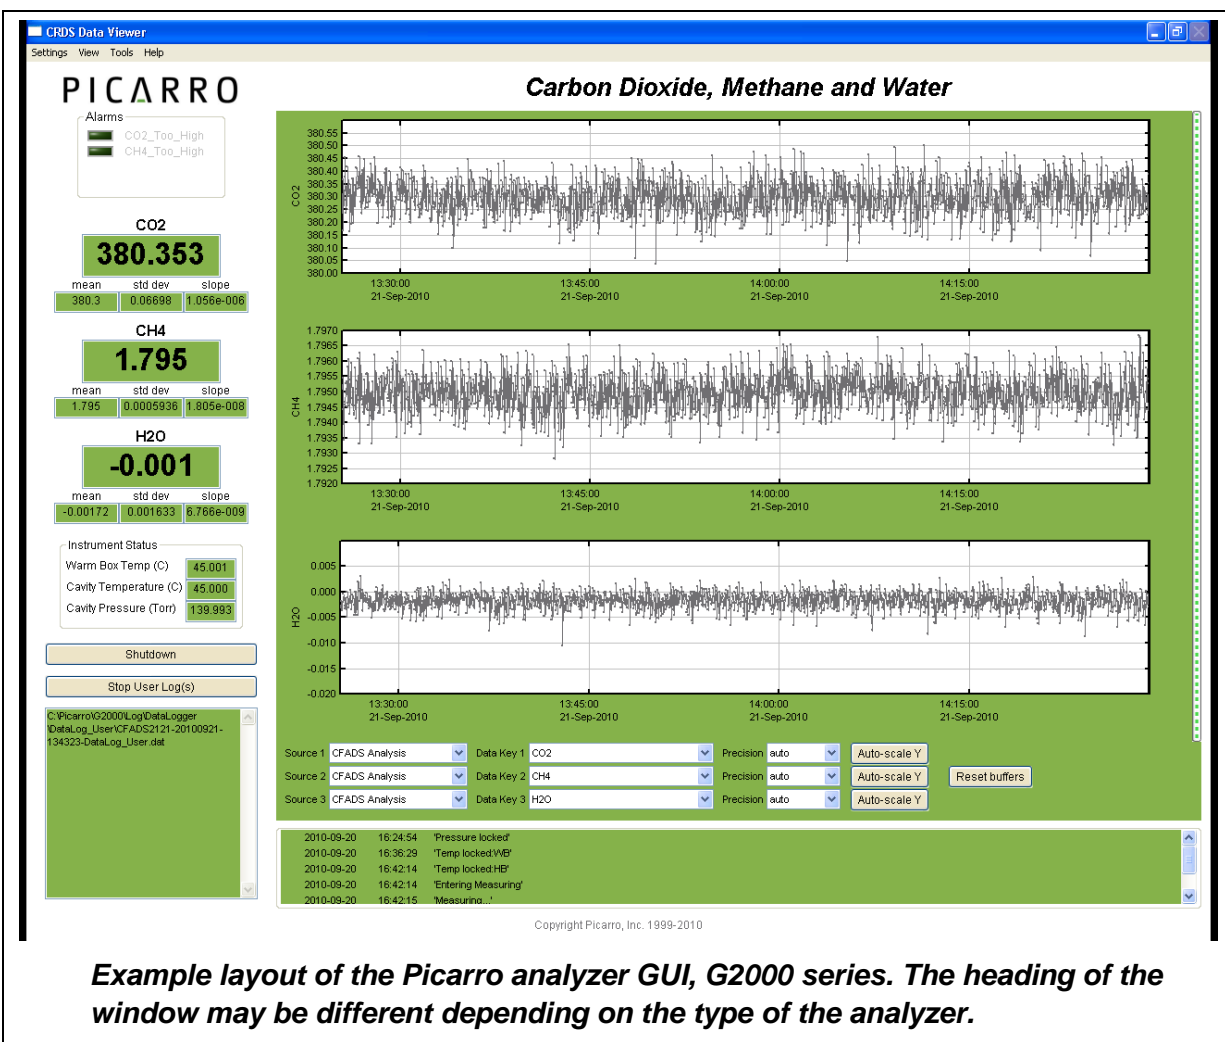 CRDS Data Viewer
Settings View Tools Help
PICARRO
Carbon Dioxide, Methane and Water
Alarms
CO2_Too_High
CH4_Too_High
CO2
380.353
mean std dev slope
380.3 0.06698 1.056e-006
CH4
1.795
mean std dev slope
1.795 0.0005936 1.805e-008
H2O
-0.001
mean std dev slope
-0.00172 0.001633 6.766e-009
Instrument Status
Warm Box Temp (C) 45.001
Cavity Temperature (C) 45.000
Cavity Pressure (Torr) 139.993
Shutdown
Stop User Log(s)
C:\Picarro\G2000\Log\DataLogger
\DataLog_User\CFADS2121-20100921-
134323-DataLog_User.dat
CO2
380.55
380.50
380.45
380.40
380.35
380.30
380.25
380.20
380.15
380.10
380.05
380.00
13:30:00 13:45:00 14:00:00 14:15:00
21-Sep-2010 21-Sep-2010 21-Sep-2010 21-Sep-2010
CH4
1.7970
1.7965
1.7960
1.7955
1.7950
1.7945
1.7940
1.7935
1.7930
1.7925
1.7920
13:30:00 13:45:00 14:00:00 14:15:00
21-Sep-2010 21-Sep-2010 21-Sep-2010 21-Sep-2010
H2O
0.005
0.000
-0.005
-0.010
-0.015
-0.020
13:30:00 13:45:00 14:00:00 14:15:00
21-Sep-2010 21-Sep-2010 21-Sep-2010 21-Sep-2010
Source 1 CFADS Analysis Data Key 1 CO2 Precision auto Auto-scale Y
Source 2 CFADS Analysis Data Key 2 CH4 Precision auto Auto-scale Y Reset buffers
Source 3 CFADS Analysis Data Key 3 H2O Precision auto Auto-scale Y
2010-09-20 16:24:54 'Pressure locked'
2010-09-20 16:36:29 'Temp locked:WB'
2010-09-20 16:42:14 'Temp locked:HB'
2010-09-20 16:42:14 'Entering Measuring'
2010-09-20 16:42:15 'Measuring...'
Copyright Picarro, Inc. 1999-2010
Example layout of the Picarro analyzer GUI, G2000 series. The heading of the
window may be different depending on the type of the analyzer.